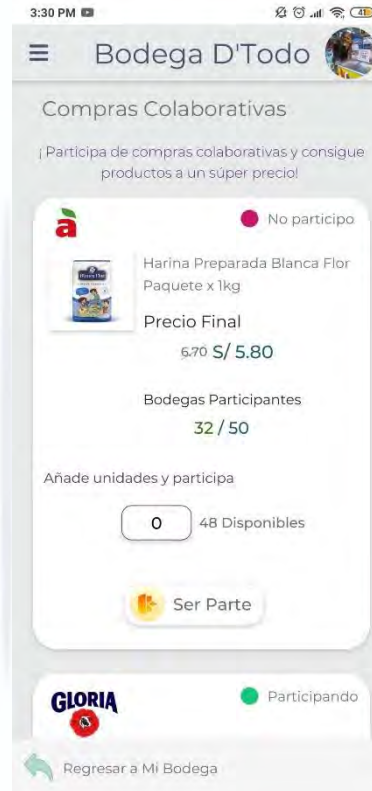 3:30 PM
41
Bodega D'Todo
Compras Colaborativas
¡Participa de compras colaborativas y consigue
productos a un súper precio!
a
No participo
Harina Preparada Blanca Flor
Paquete x 1kg
Precio Final
6.70 S/ 5.80
Bodegas Participantes
32 / 50
Añade unidades y participa
0 48 Disponibles
Ser Parte
GLORIA
Participando
Regresar a Mi Bodega